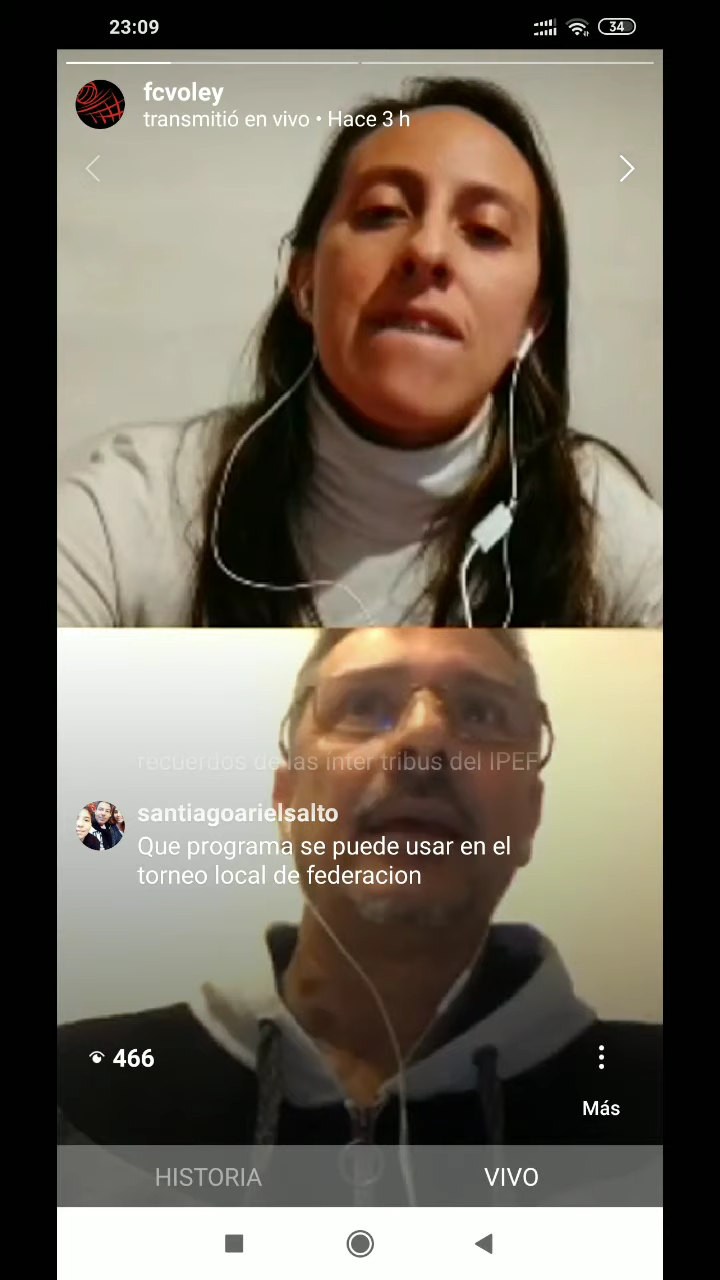 23:09
34
fcvoley
transmitió en vivo • Hace 3 h
recuerdos de las inter tribus del IPEF
santiagoarielsalto
Que programa se puede usar en el
torneo local de federacion
466
Más
HISTORIA
VIVO